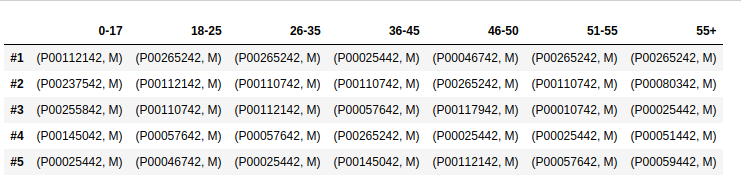 0-17 18-25 26-35 36-45 46-50 51-55 55+
#1 (P00112142, M) (P00265242, M) (P00265242, M) (P00025442, M) (P00046742, M) (P00265242, M) (P00265242, M)
#2 (P00237542, M) (P00112142, M) (P00110742, M) (P00110742, M) (P00265242, M) (P00110742, M) (P00080342, M)
#3 (P00255842, M) (P00110742, M) (P00112142, M) (P00057642, M) (P00117942, M) (P00010742, M) (P00025442, M)
#4 (P00145042, M) (P00057642, M) (P00057642, M) (P00265242, M) (P00025442, M) (P00025442, M) (P00051442, M)
#5 (P00025442, M) (P00046742, M) (P00025442, M) (P00145042, M) (P00112142, M) (P00057642, M) (P00059442, M)